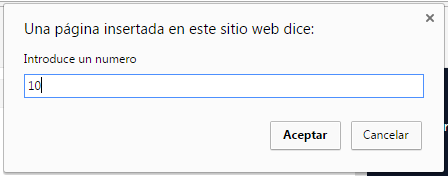 Una página insertada en este sitio web dice:
Introduce un numero
10
Aceptar Cancelar